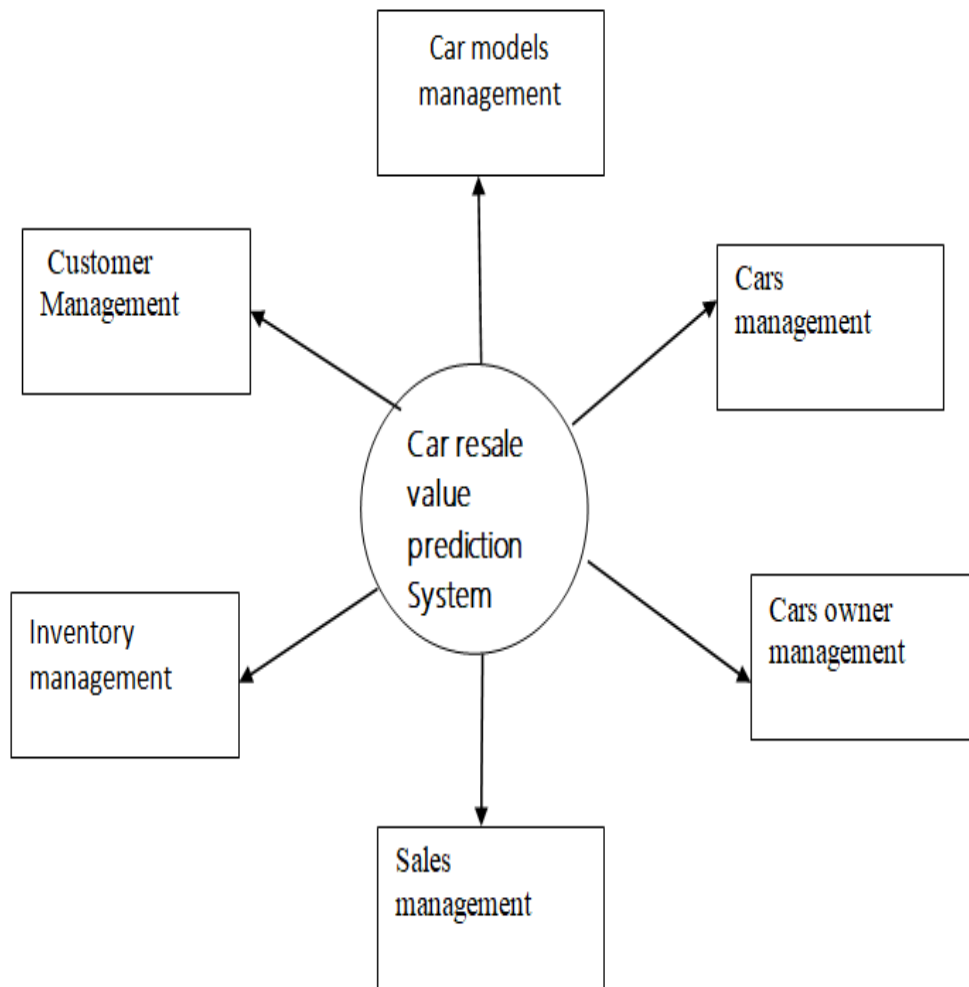 Car models
management
Customer
Management
Cars
management
Car resale
value
prediction
System
Inventory
management
Cars owner
management
Sales
management